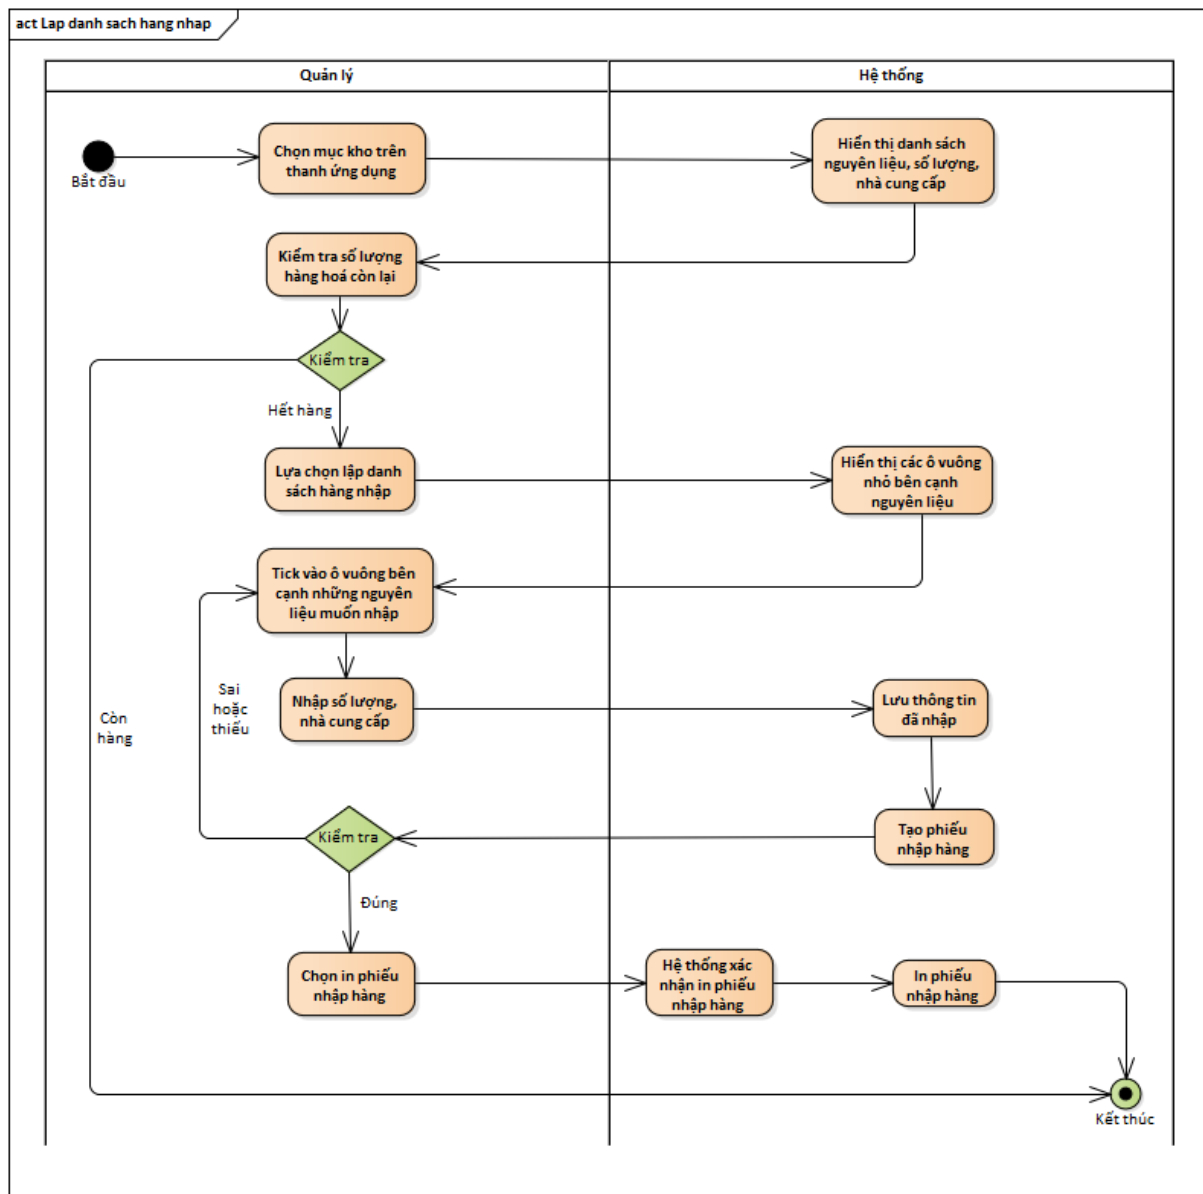 act Lap danh sach hang nhap
Quản lý
Hệ thống
Bắt đầu
Chọn mục kho trên
thanh ứng dụng
Hiển thị danh sách
nguyên liệu, số lượng,
nhà cung cấp
Kiểm tra số lượng
hàng hoá còn lại
Kiểm tra
Hết hàng
Lựa chọn lập danh
sách hàng nhập
Hiển thị các ô vuông
nhỏ bên cạnh
nguyên liệu
Tick vào ô vuông bên
cạnh những nguyên
liệu muốn nhập
Sai
hoặc
thiếu
Còn
hàng
Nhập số lượng,
nhà cung cấp
Lưu thông tin
đã nhập
Kiểm tra
Tạo phiếu
nhập hàng
Đúng
Chọn in phiếu
nhập hàng
Hệ thống xác
nhận in phiếu
nhập hàng
In phiếu
nhập hàng
Kết thúc